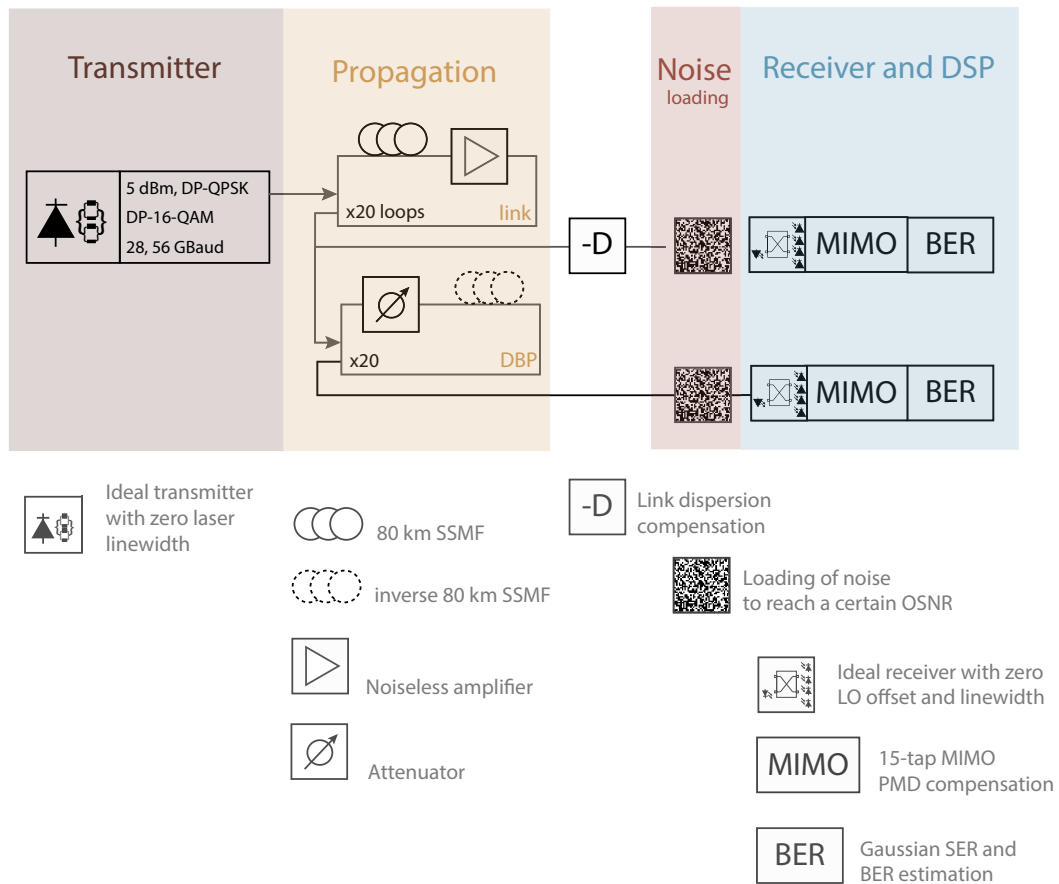 Transmitter
Propagation
Noise
loading
Receiver and DSP
5 dBm, DP-QPSK
DP-16-QAM
28, 56 GBaud
x20 loops
link
-D
MIMO
BER
x20
DBP
MIMO
BER
Ideal transmitter
with zero laser
linewidth
80 km SSMF
inverse 80 km SSMF
Noiseless amplifier
Attenuator
-D
Link dispersion
compensation
Loading of noise
to reach a certain OSNR
Ideal receiver with zero
LO offset and linewidth
MIMO
15-tap MIMO
PMD compensation
BER
Gaussian SER and
BER estimation